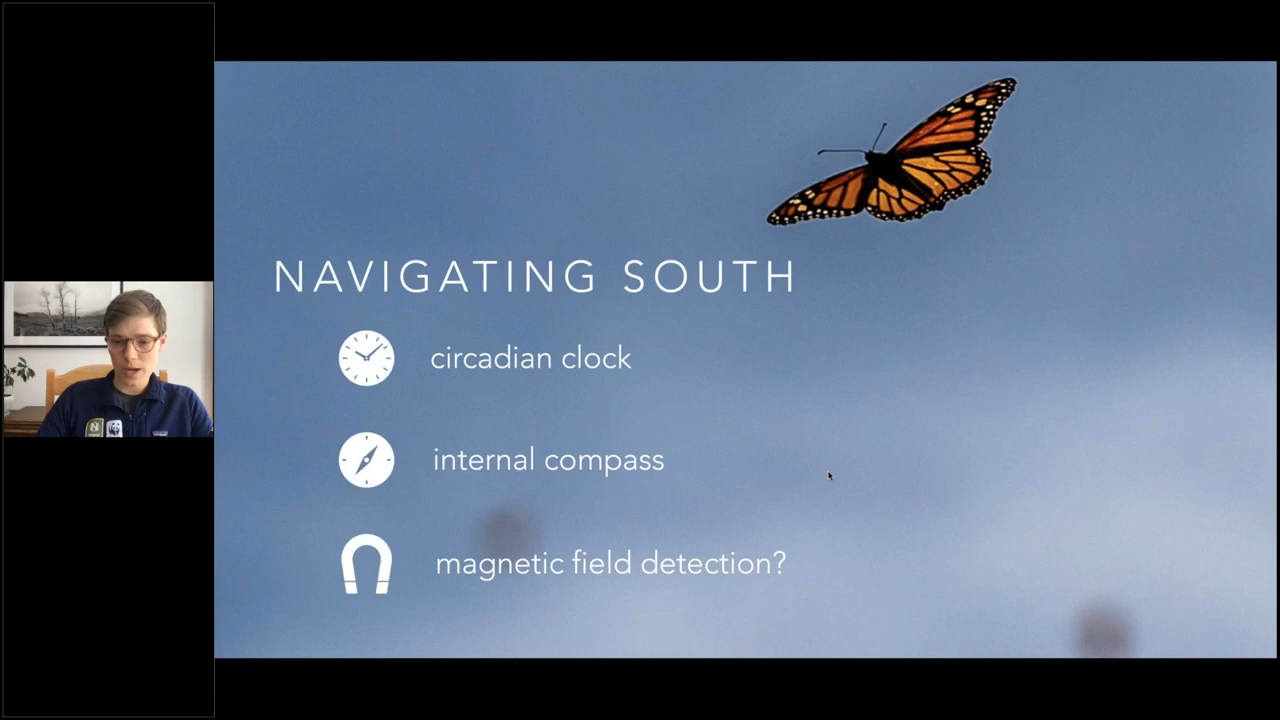 NAVIGATING SOUTH
circadian clock
internal compass
magnetic field detection?